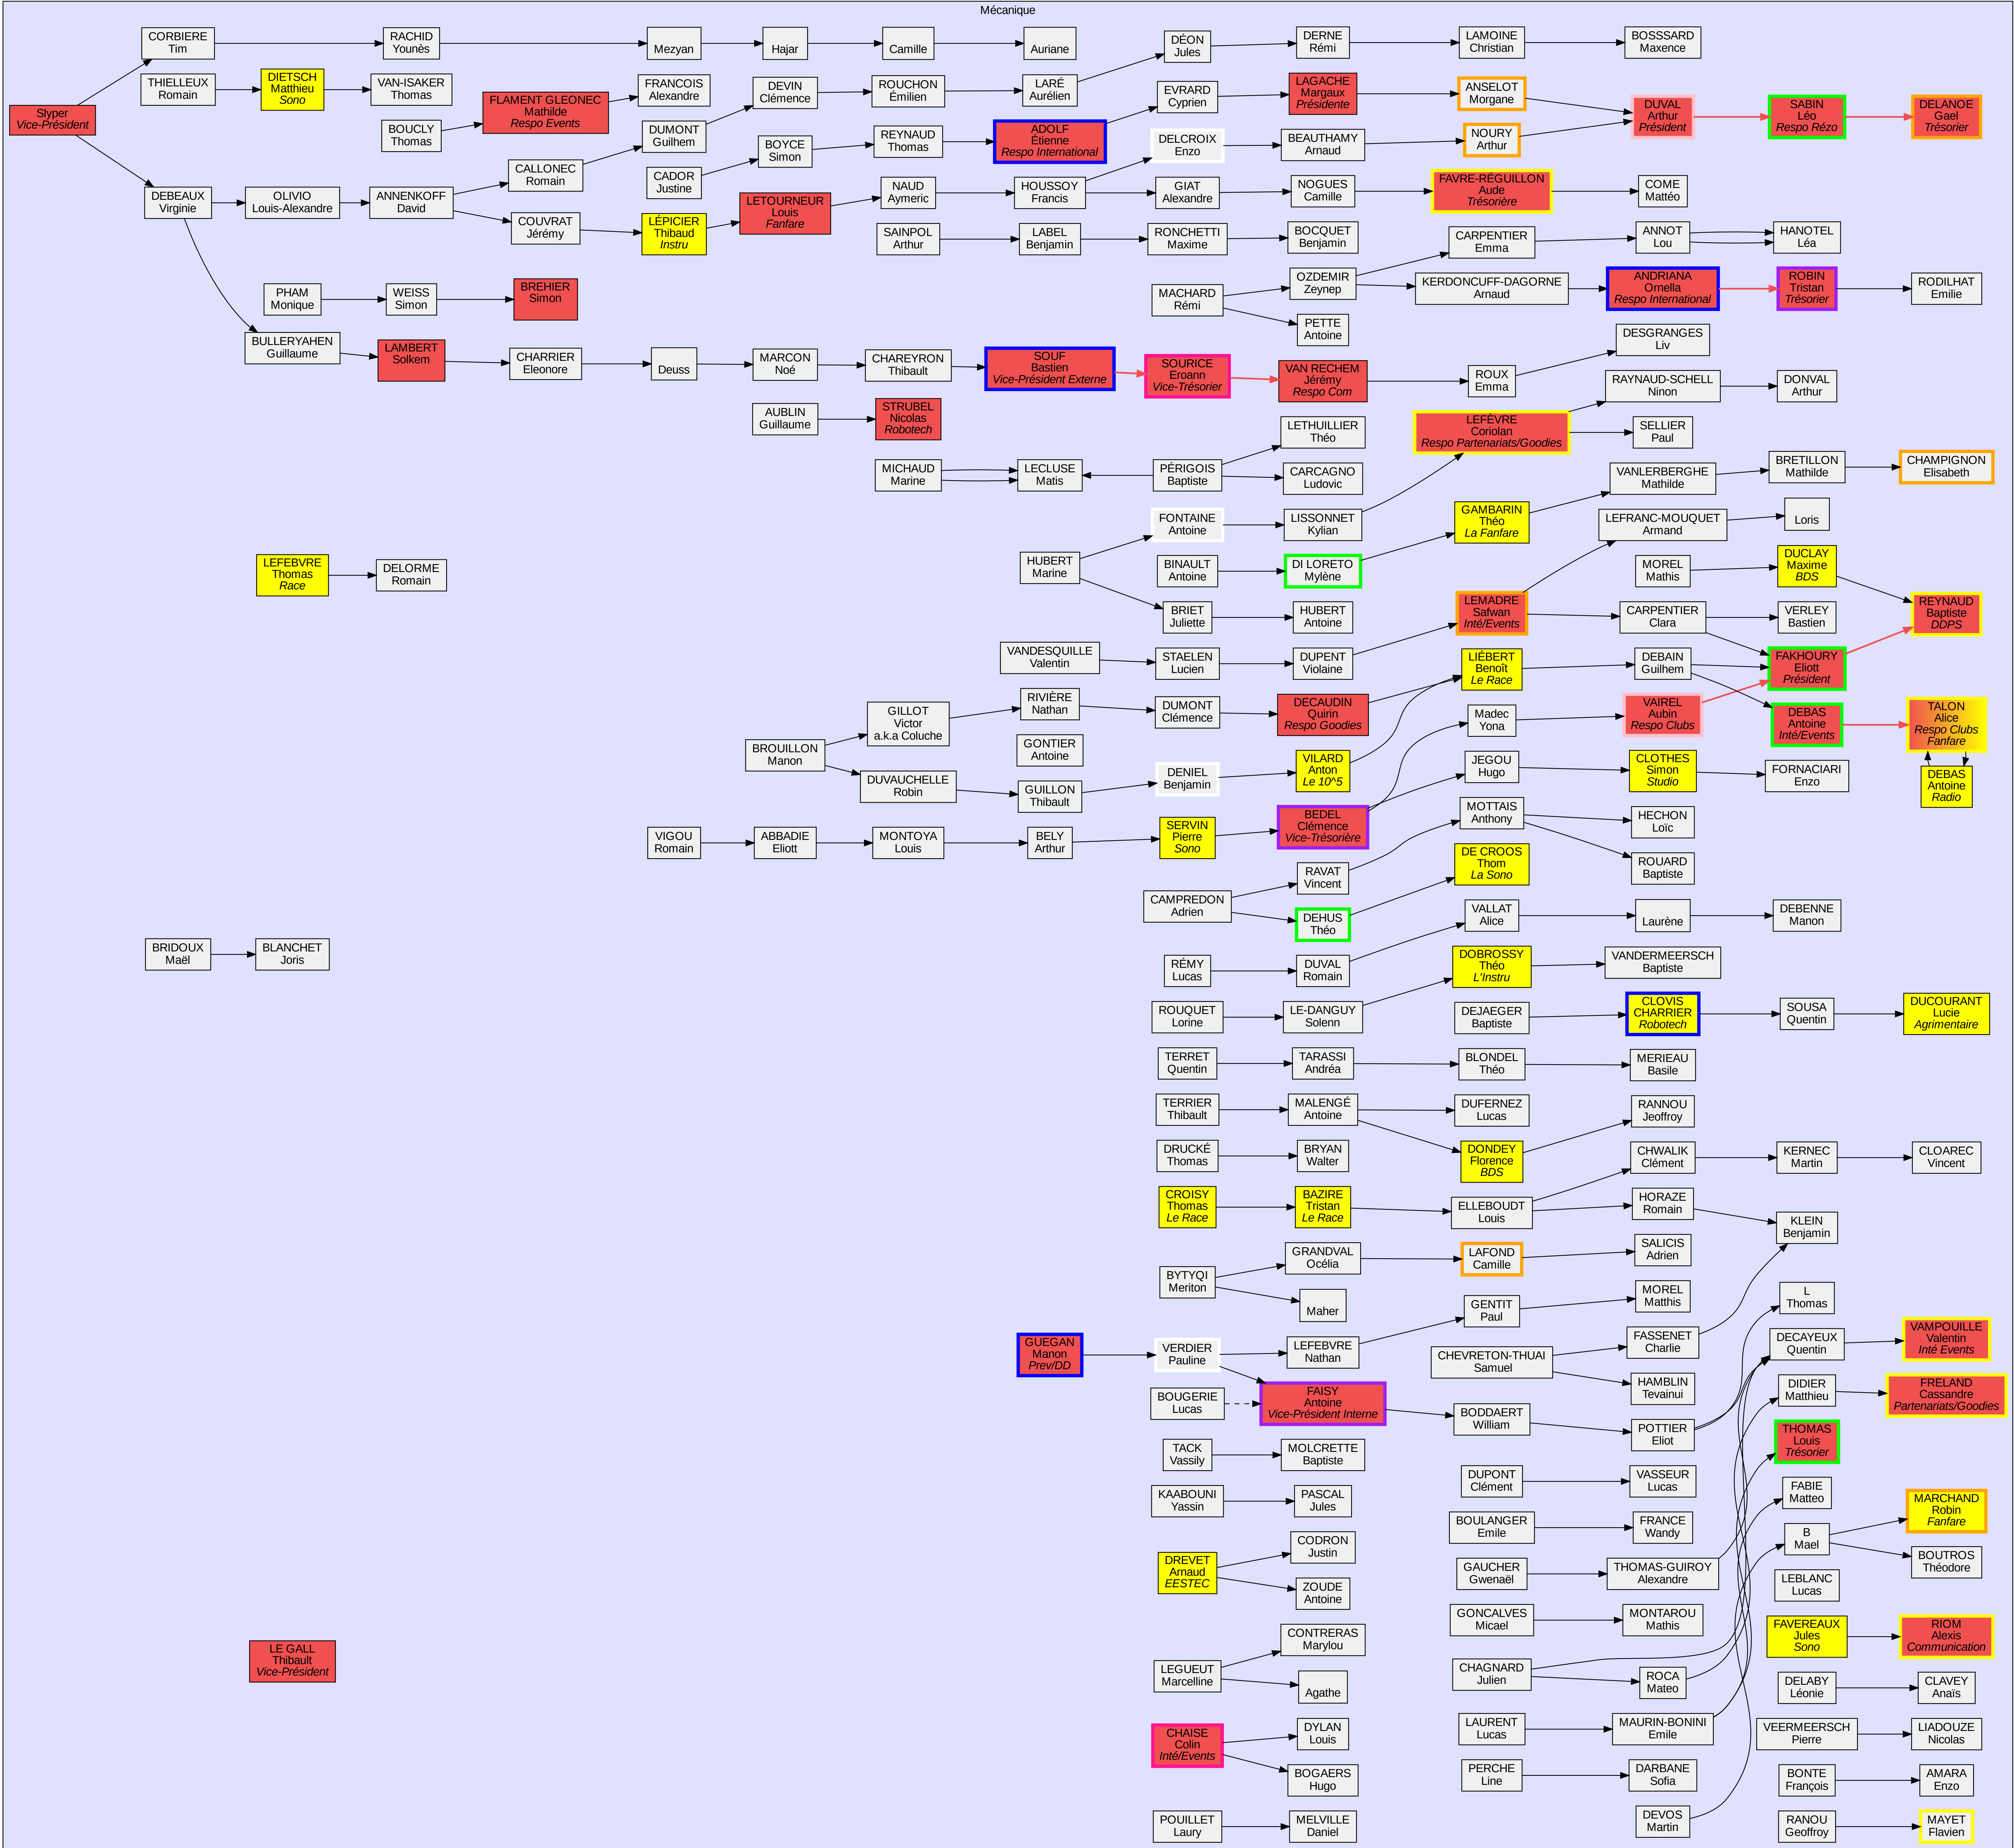 Mécanique
Slyper
Vice-Président
CORBIERE
Tim
THIELLEUX
Romain
DEBEAUX
Virginie
BRIDOUX
Maël
DIETSCH
Matthieu
Sono
OLIVIO
Louis-Alexandre
PHAM
Monique
BULLERYAHEN
Guillaume
LEFEBVRE
Thomas
Race
BLANCHET
Joris
LE GALL
Thibault
Vice-Président
RACHID
Younès
VAN-ISAKER
Thomas
BOUCLY
Thomas
ANNENKOFF
David
WEISS
Simon
LAMBERT
Solkem
DELORME
Romain
FLAMENT GLEONEC
Mathilde
Respo Events
CALLONEC
Romain
COUVRAT
Jérémy
BREHIER
Simon
CHARRIER
Eleonore
Mezyan
FRANCOIS
Alexandre
DUMONT
Guilhem
CADOR
Justine
LÉPICIER
Thibaud
Instru
Deuss
VIGOU
Romain
Hajar
DEVIN
Clémence
BOYCE
Simon
LETOURNEUR
Louis
Fanfare
MARCON
Noé
AUBLIN
Guillaume
BROUILLON
Manon
ABBADIE
Eliott
Camille
ROUCHON
Émilien
REYNAUD
Thomas
NAUD
Aymeric
SAINPOL
Arthur
CHAREYRON
Thibault
STRUBEL
Nicolas
Robotech
MICHAUD
Marine
GILLOT
Victor
a.k.a Coluche
DUVAUCHELLE
Robin
MONTOYA
Louis
Auriane
LARÉ
Aurélien
ADOLF
Étienne
Respo International
HOUSSOY
Francis
LABEL
Benjamin
SOUF
Bastien
Vice-Président Externe
LECLUSE
Matis
HUBERT
Marine
VANDESQUILLE
Valentin
RIVIÈRE
Nathan
GONTIER
Antoine
GUILLON
Thibault
BELY
Arthur
GUEGAN
Manon
Prev/DD
DÉON
Jules
EVRARD
Cyprien
DELCROIX
Enzo
GIAT
Alexandre
RONCHETTI
Maxime
MACHARD
Rémi
SOURICE
Eroann
Vice-Trésorier
PÉRIGOIS
Baptiste
FONTAINE
Antoine
BINAULT
Antoine
BRIET
Juliette
STAELEN
Lucien
DUMONT
Clémence
DENIEL
Benjamin
SERVIN
Pierre
Sono
CAMPREDON
Adrien
RÉMY
Lucas
ROUQUET
Lorine
TERRET
Quentin
TERRIER
Thibault
DRUCKÉ
Thomas
CROISY
Thomas
Le Race
BYTYQI
Meriton
VERDIER
Pauline
BOUGERIE
Lucas
TACK
Vassily
KAABOUNI
Yassin
DREVET
Arnaud
EESTEC
LEGUEUT
Marcelline
CHAISE
Colin
Inté/Events
POUILLET
Laury
DERNE
Rémi
LAGACHE
Margaux
Présidente
BEAUTHAMY
Arnaud
NOGUES
Camille
BOCQUET
Benjamin
OZDEMIR
Zeynep
PETTE
Antoine
VAN RECHEM
Jérémy
Respo Com
LETHUILLIER
Théo
CARCAGNO
Ludovic
LISSONNET
Kylian
DI LORETO
Mylène
HUBERT
Antoine
DUPENT
Violaine
DECAUDIN
Quirin
Respo Goodies
VILARD
Anton
Le 10^5
BEDEL
Clémence
Vice-Trésorière
RAVAT
Vincent
DEHUS
Théo
DUVAL
Romain
LE-DANGUY
Solenn
TARASSI
Andréa
MALENGÉ
Antoine
BRYAN
Walter
BAZIRE
Tristan
Le Race
GRANDVAL
Océlia
Maher
LEFEBVRE
Nathan
FAISY
Antoine
Vice-Président Interne
MOLCRETTE
Baptiste
PASCAL
Jules
CODRON
Justin
ZOUDE
Antoine
CONTRERAS
Marylou
Agathe
DYLAN
Louis
BOGAERS
Hugo
MELVILLE
Daniel
LAMOINE
Christian
ANSELOT
Morgane
NOURY
Arthur
FAVRE-RÉGUILLON
Aude
Trésorière
CARPENTIER
Emma
KERDONCUFF-DAGORNE
Arnaud
ROUX
Emma
LEFÈVRE
Coriolan
Respo Partenariats/Goodies
GAMBARIN
Théo
La Fanfare
LEMADRE
Safwan
Inté/Events
LIÉBERT
Benoît
Le Race
Madec
Yona
JEGOU
Hugo
MOTTAIS
Anthony
DE CROOS
Thom
La Sono
VALLAT
Alice
DOBROSSY
Théo
L'Instru
DEJAEGER
Baptiste
BLONDEL
Théo
DUFERNEZ
Lucas
DONDEY
Florence
BDS
ELLEBOUDT
Louis
LAFOND
Camille
GENTIT
Paul
CHEVRETON-THUAI
Samuel
BODDAERT
William
DUPONT
Clément
BOULANGER
Emile
GAUCHER
Gwenaël
GONCALVES
Micael
CHAGNARD
Julien
LAURENT
Lucas
PERCHE
Line
BOSSSARD
Maxence
DUVAL
Arthur
Président
COME
Mattéo
ANNOT
Lou
ANDRIANA
Ornella
Respo International
DESGRANGES
Liv
RAYNAUD-SCHELL
Ninon
SELLIER
Paul
VANLERBERGHE
Mathilde
LEFRANC-MOUQUET
Armand
MOREL
Mathis
CARPENTIER
Clara
DEBAIN
Guilhem
VAIREL
Aubin
Respo Clubs
CLOTHES
Simon
Studio
HECHON
Loïc
ROUARD
Baptiste
Laurène
VANDERMEERSCH
Baptiste
CLOVIS
CHARRIER
Robotech
MERIEAU
Basile
RANNOU
Jeoffroy
CHWALIK
Clément
HORAZE
Romain
SALICIS
Adrien
MOREL
Matthis
FASSENET
Charlie
HAMBLIN
Tevainui
POTTIER
Eliot
VASSEUR
Lucas
FRANCE
Wandy
THOMAS-GUIROY
Alexandre
MONTAROU
Mathis
ROCA
Mateo
MAURIN-BONINI
Emile
DARBANE
Sofia
DEVOS
Martin
SABIN
Léo
Respo Rézo
HANOTEL
Léa
ROBIN
Tristan
Trésorier
DONVAL
Arthur
BRETILLON
Mathilde
Loris
DUCLAY
Maxime
BDS
VERLEY
Bastien
FAKHOURY
Eliott
Président
DEBAS
Antoine
Inté/Events
FORNACIARI
Enzo
DEBENNE
Manon
SOUSA
Quentin
KERNEC
Martin
KLEIN
Benjamin
L
Thomas
DECAYEUX
Quentin
DIDIER
Matthieu
THOMAS
Louis
Trésorier
FABIE
Matteo
B
Mael
LEBLANC
Lucas
FAVEREAUX
Jules
Sono
DELABY
Léonie
VEERMEERSCH
Pierre
BONTE
François
RANOU
Geoffroy
DELANOE
Gael
Trésorier
RODILHAT
Emilie
CHAMPIGNON
Elisabeth
REYNAUD
Baptiste
DDPS
TALON
Alice
Respo Clubs
Fanfare
DEBAS
Antoine
Radio
DUCOURANT
Lucie
Agrimentaire
CLOAREC
Vincent
VAMPOUILLE
Valentin
Inté Events
FRELAND
Cassandre
Partenariats/Goodies
MARCHAND
Robin
Fanfare
BOUTROS
Théodore
RIOM
Alexis
Communication
CLAVEY
Anaïs
LIADOUZE
Nicolas
AMARA
Enzo
MAYET
Flavien